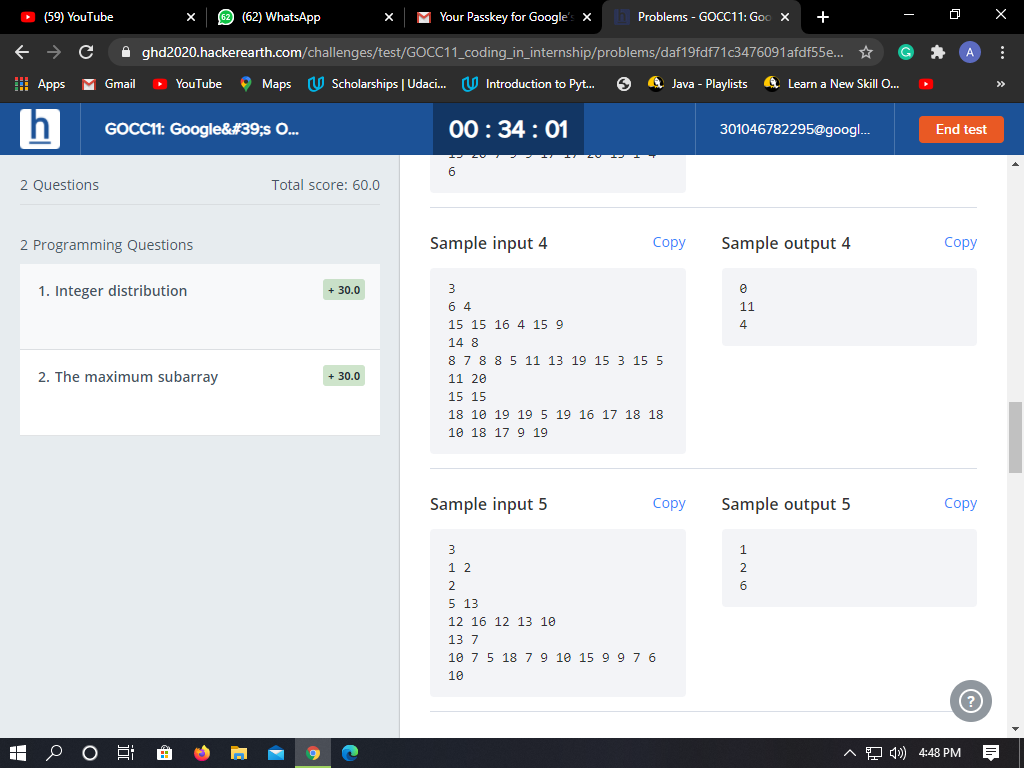 (59) YouTube
62
(62) WhatsApp
Your Passkey for Google'
Problems - GOCC11: Goo
ghd2020.hackerearth.com/challenges/test/GOCC11_coding_in_internship/problems/daf19fdf71c3476091afdf55e...
A
Apps
Gmail
YouTube
Maps
Scholarships | Udaci...
Introduction to Pyt...
Java - Playlists
Learn a New Skill O...
»
h
GOCC11: Google&#39;s O...
00 : 34 : 01
301046782295@googl...
End test
2 Questions
Total score: 60.0
2 Programming Questions
1. Integer distribution
+ 30.0
2. The maximum subarray
+ 30.0
6
Sample input 4
Copy
3
6 4
15 15 16 4 15 9
14 8
8 7 8 8 5 11 13 19 15 3 15 5
11 20
15 15
18 10 19 19 5 19 16 17 18 18
10 18 17 9 19
Sample output 4
Copy
0
11
4
Sample input 5
Copy
3
1 2
2
5 13
12 16 12 13 10
13 7
10 7 5 18 7 9 10 15 9 9 7 6
10
Sample output 5
Copy
1
2
6
?
4:48 PM